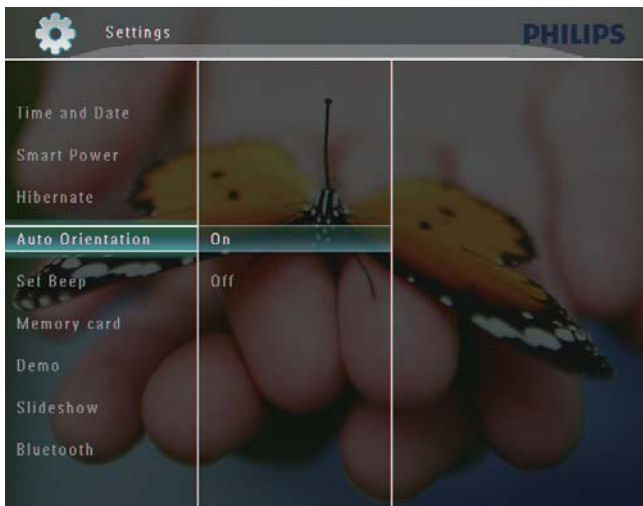 Settings
PHILIPS
Time and Date
Smart Power
Hibernate
Auto Orientation
On
Set Beep
Off
Memory card
Demo
Slideshow
Bluetooth